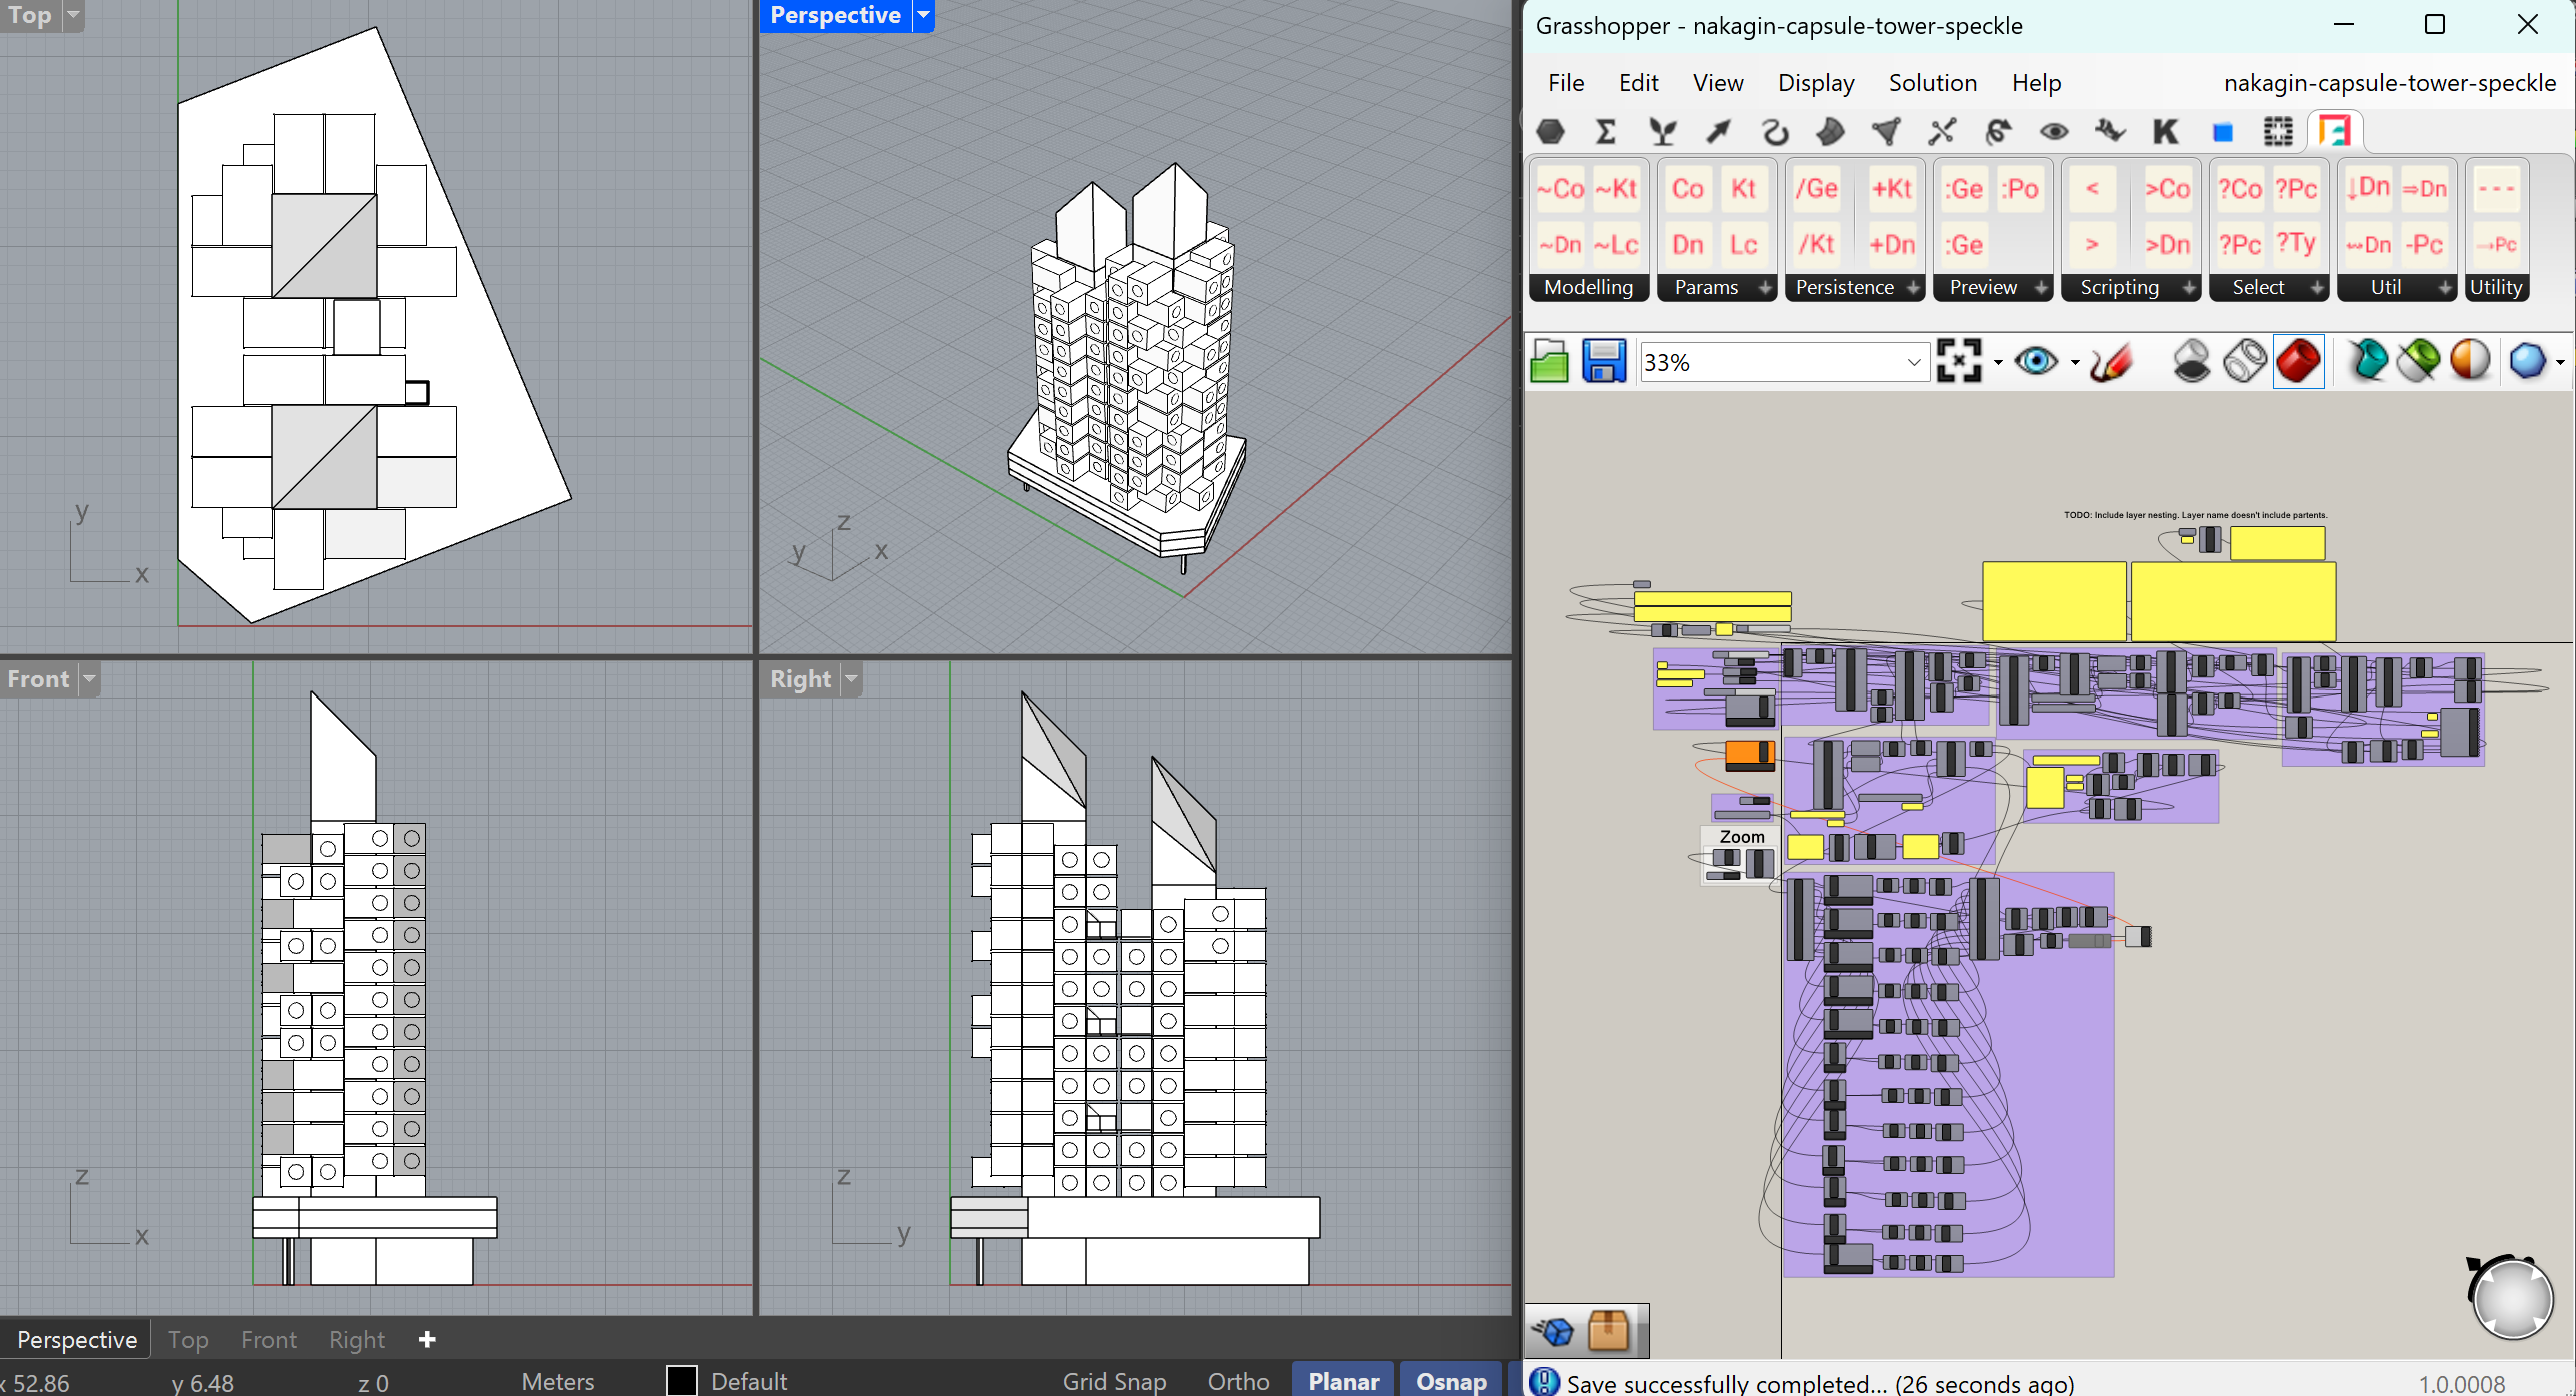 Top
Perspective
y
x
z
y
x
Front
Right
z
x
z
y
Perspective Top Front Right
x 52.86 y 6.48 z 0 Meters Default Grid Snap Ortho Planar Osnap
Grasshopper - nakagin-capsule-tower-speckle
File Edit View Display Solution Help nakagin-capsule-tower-speckle
~Co ~Kt Co Kt /Ge +Kt :Ge :Po < >Co ?Co ?Pc ↓Dn ⇒Dn ---
~Dn ~Lc Dn Lc /Kt +Dn :Ge > >Dn ?Pc ?Ty ↭Dn -Pc →Pc
Modelling Params Persistence Preview Scripting Select Util Utility
33%
TODO: Include layer nesting. Layer name doesn't include partents.
Zoom
Save successfully completed... (26 seconds ago) 1.0.0008